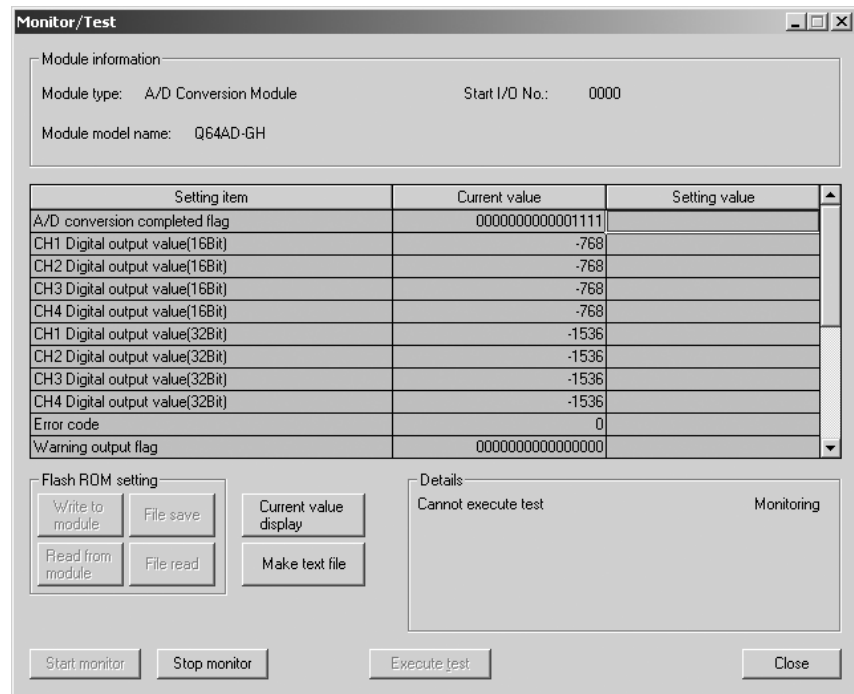 Monitor/Test
Module information
Module type: A/D Conversion Module Start I/O No.: 0000
Module model name: Q64AD-GH
Setting item Current value Setting value
A/D conversion completed flag 0000000000001111
CH1 Digital output value(16Bit) -768
CH2 Digital output value(16Bit) -768
CH3 Digital output value(16Bit) -768
CH4 Digital output value(16Bit) -768
CH1 Digital output value(32Bit) -1536
CH2 Digital output value(32Bit) -1536
CH3 Digital output value(32Bit) -1536
CH4 Digital output value(32Bit) -1536
Error code 0
Warning output flag 0000000000000000
Flash ROM setting
Write to
module
File save
Read from
module
File read
Current value
display
Make text file
Details
Cannot execute test Monitoring
Start monitor Stop monitor Execute test Close